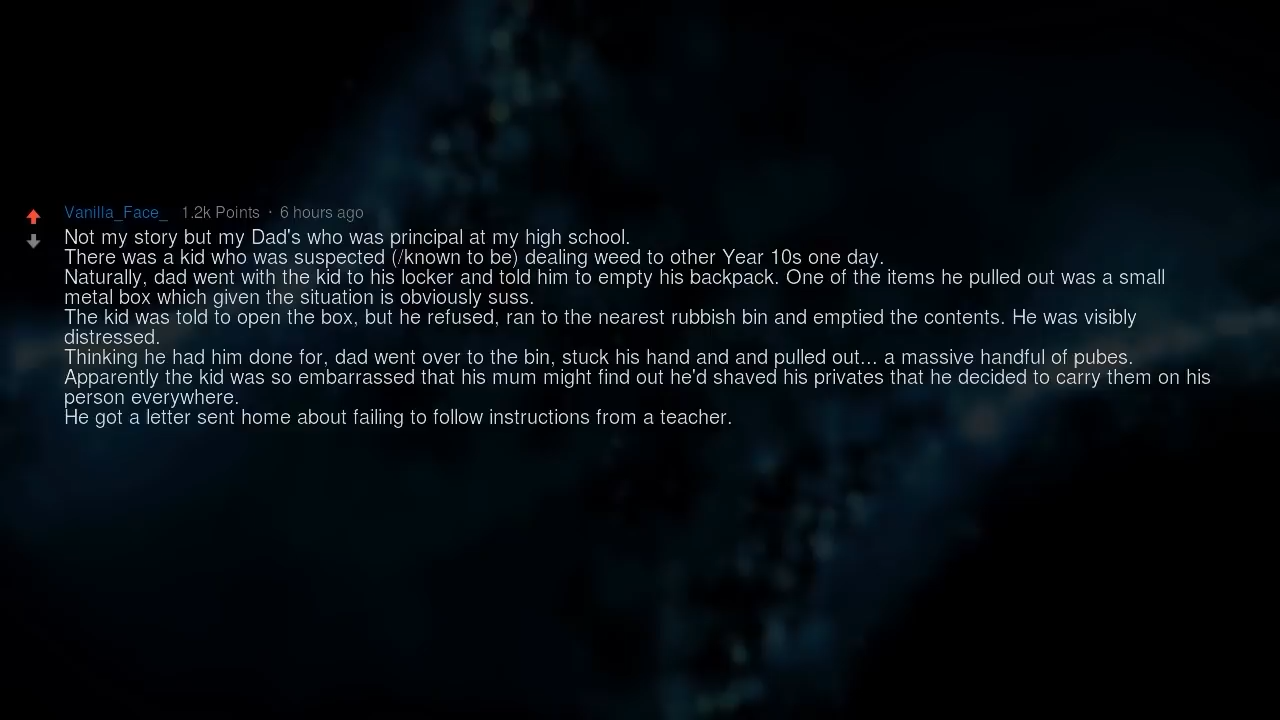 Vanilla_Face_ 1.2k Points · 6 hours ago
Not my story but my Dad's who was principal at my high school.
There was a kid who was suspected (/known to be) dealing weed to other Year 10s one day.
Naturally, dad went with the kid to his locker and told him to empty his backpack. One of the items he pulled out was a small
metal box which given the situation is obviously suss.
The kid was told to open the box, but he refused, ran to the nearest rubbish bin and emptied the contents. He was visibly
distressed.
Thinking he had him done for, dad went over to the bin, stuck his hand and and pulled out... a massive handful of pubes.
Apparently the kid was so embarrassed that his mum might find out he'd shaved his privates that he decided to carry them on his
person everywhere.
He got a letter sent home about failing to follow instructions from a teacher.